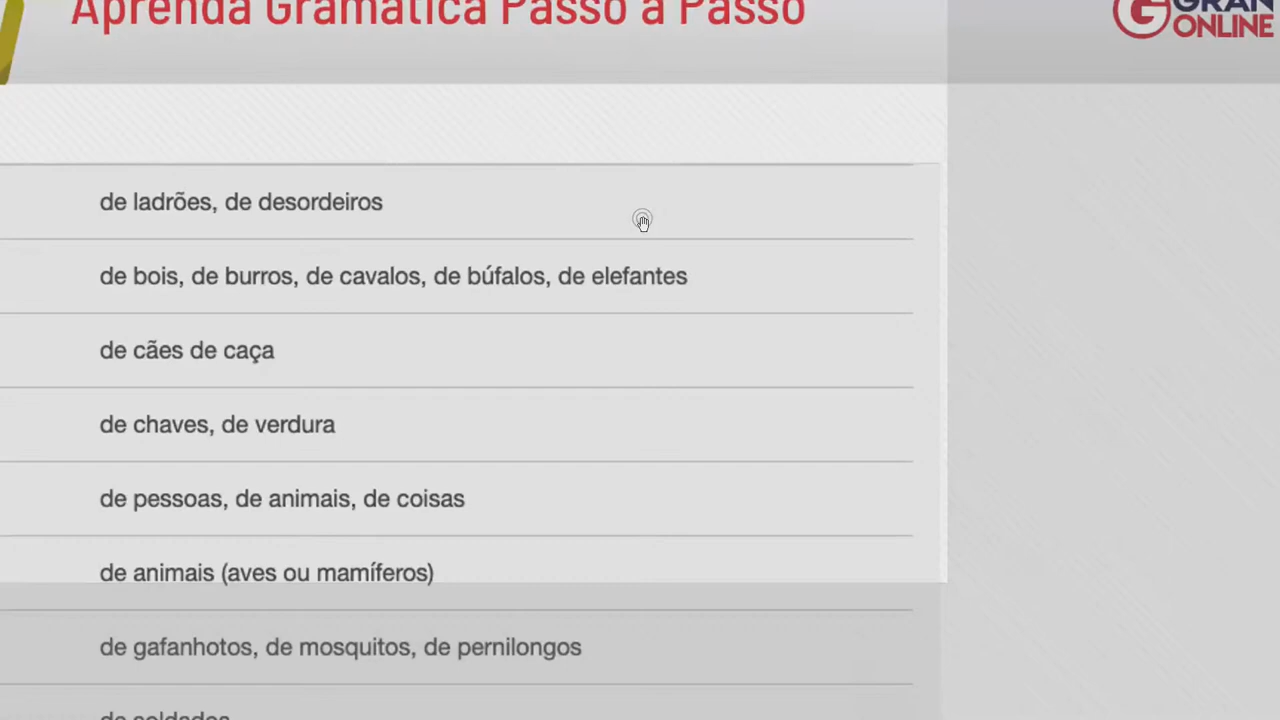 Aprenda Gramática Passo a Passo
GRAN
ONLINE
de ladrões, de desordeiros
de bois, de burros, de cavalos, de búfalos, de elefantes
de cães de caça
de chaves, de verdura
de pessoas, de animais, de coisas
de animais (aves ou mamíferos)
de gafanhotos, de mosquitos, de pernilongos
de soldados